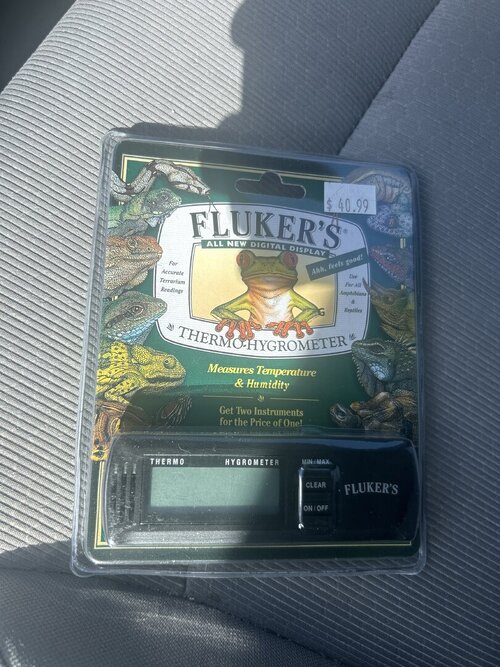 $ 40.99
FLUKER'S®
ALL NEW DIGITAL DISPLAY
Ahh, feels good!
For
Accurate
Terrarium
Readings
Use
For All
Amphibians
&
Reptiles
THERMO-HYGROMETER
Measures Temperature
& Humidity
Get Two Instruments
for the Price of One!
THERMO HYGROMETER
MIN/MAX
CLEAR
ON/OFF
FLUKER'S